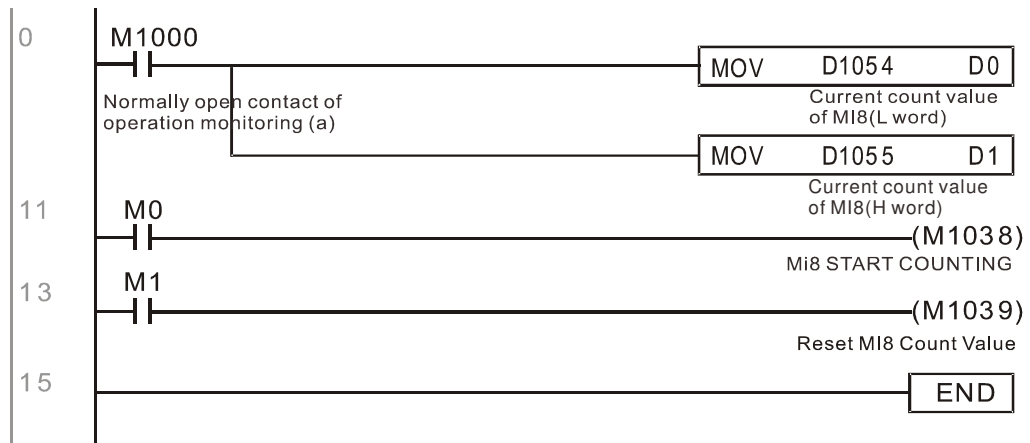 0
M1000
MOV D1054 D0
Normally open contact of
operation monitoring (a)
Current count value
of MI8(L word)
MOV D1055 D1
Current count value
of MI8(H word)
11
M0
(M1038)
Mi8 START COUNTING
13
M1
(M1039)
Reset MI8 Count Value
15
END